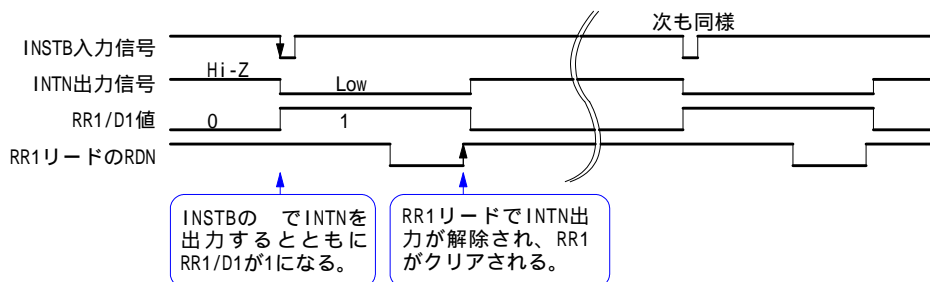 次も同様
INSTB入力信号
Hi-Z
INTN出力信号
Low
RR1/D1値
0
1
RR1リードのRDN
INSTBの　でINTNを
出力するとともに
RR1/D1が1になる。
RR1リードでINTN出
力が解除され、RR1
がクリアされる。